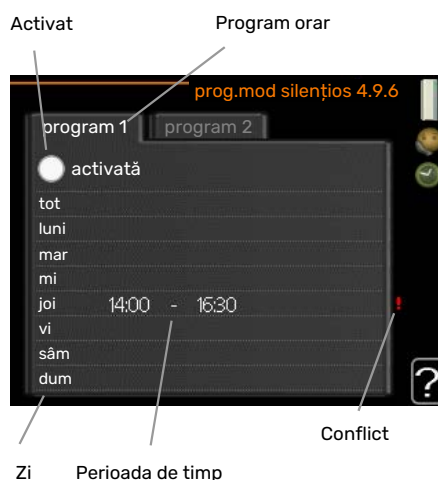 Activat
Program orar
prog.mod silențios 4.9.6
program 1
program 2
activată
tot
luni
mar
mi
joi 14:00 - 16:30
!
vi
sâm
dum
?
Conflict
Zi
Perioada de timp